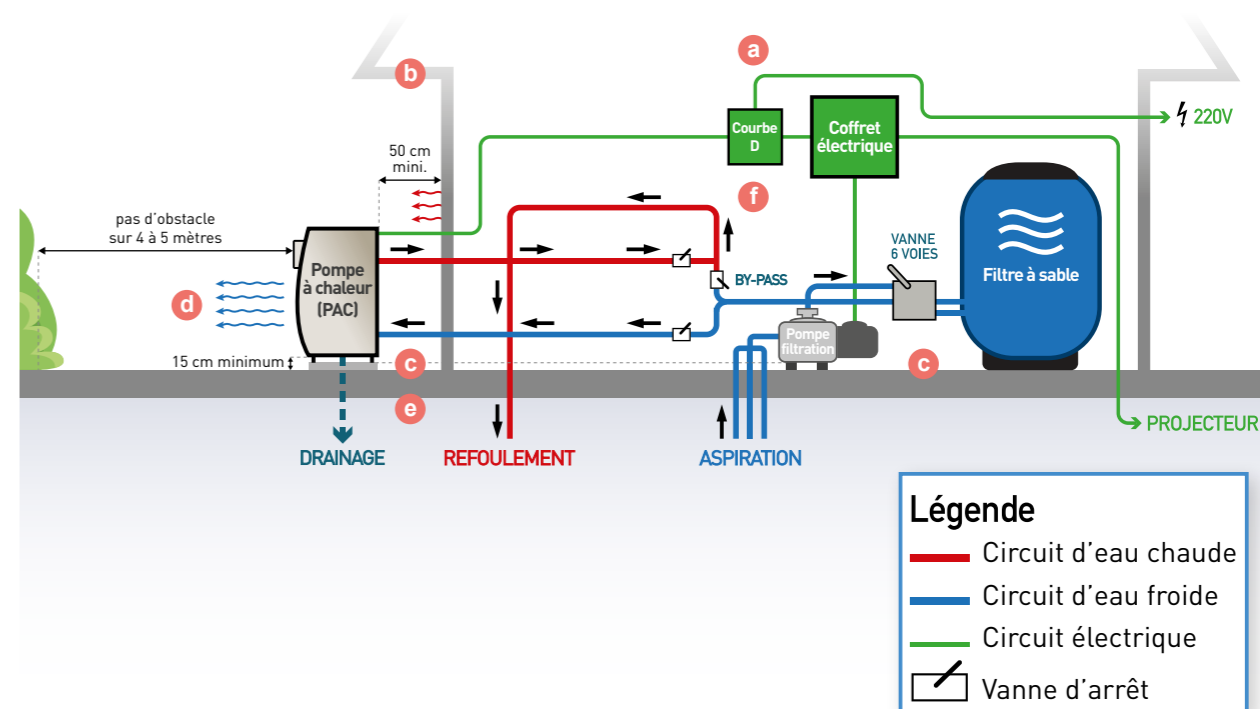 a
b
Courbe
D
Coffret
électrique
220V
50 cm
mini.
f
pas d'obstacle
sur 4 à 5 mètres
VANNE
6 VOIES
Filtre à sable
Pompe
à chaleur
(PAC)
BY-PASS
d
Pompe
filtration
15 cm minimum
c
c
e
PROJECTEUR
DRAINAGE
REFOULEMENT
ASPIRATION
Légende
Circuit d'eau chaude
Circuit d'eau froide
Circuit électrique
Vanne d'arrêt